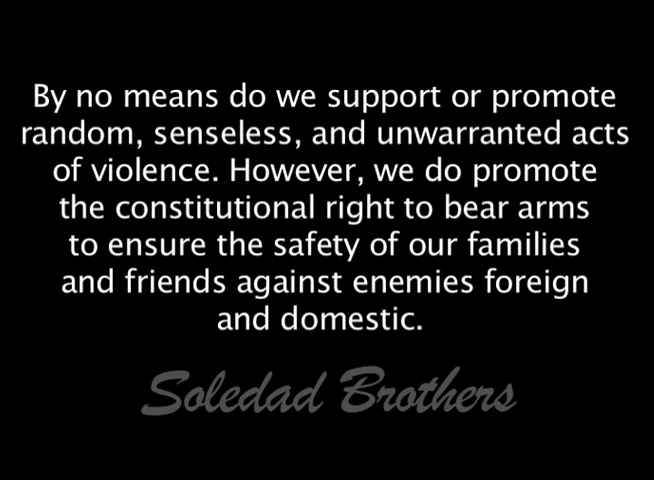 By no means do we support or promote
random, senseless, and unwarranted acts
of violence. However, we do promote
the constitutional right to bear arms
to ensure the safety of our families
and friends against enemies foreign
and domestic.
Soledad Brothers